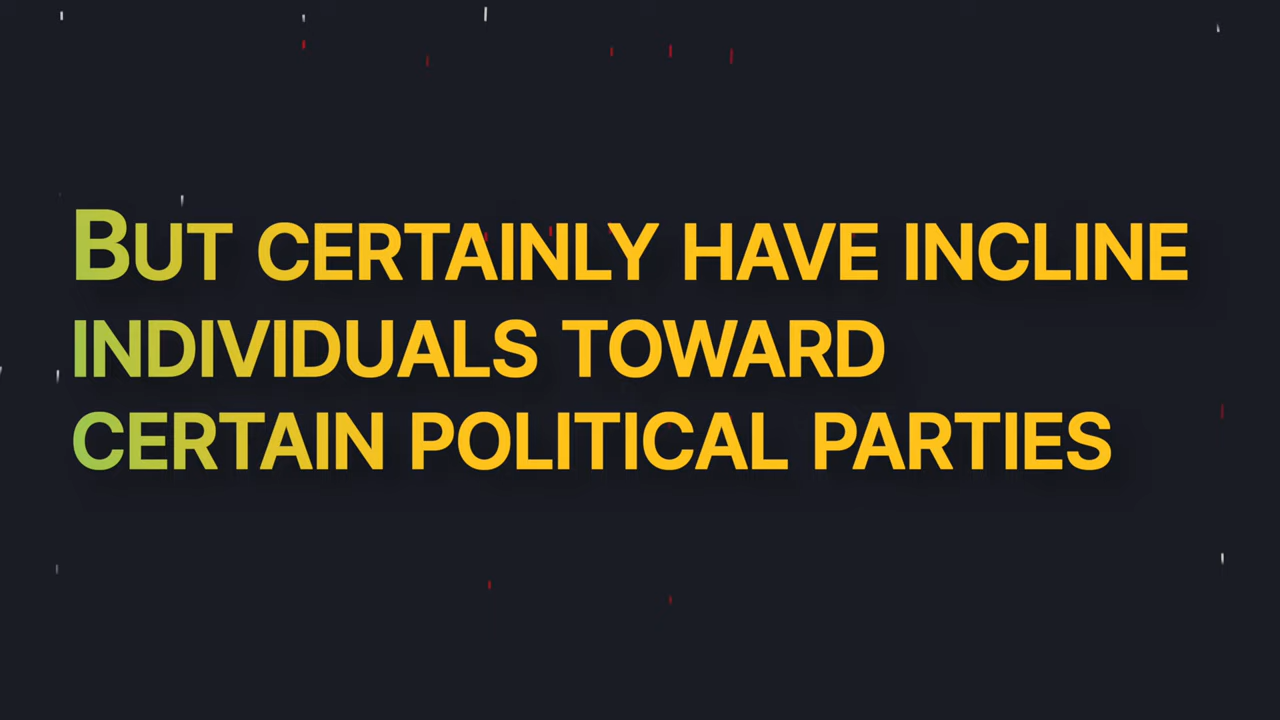 But certainly have incline
individuals toward
certain political parties